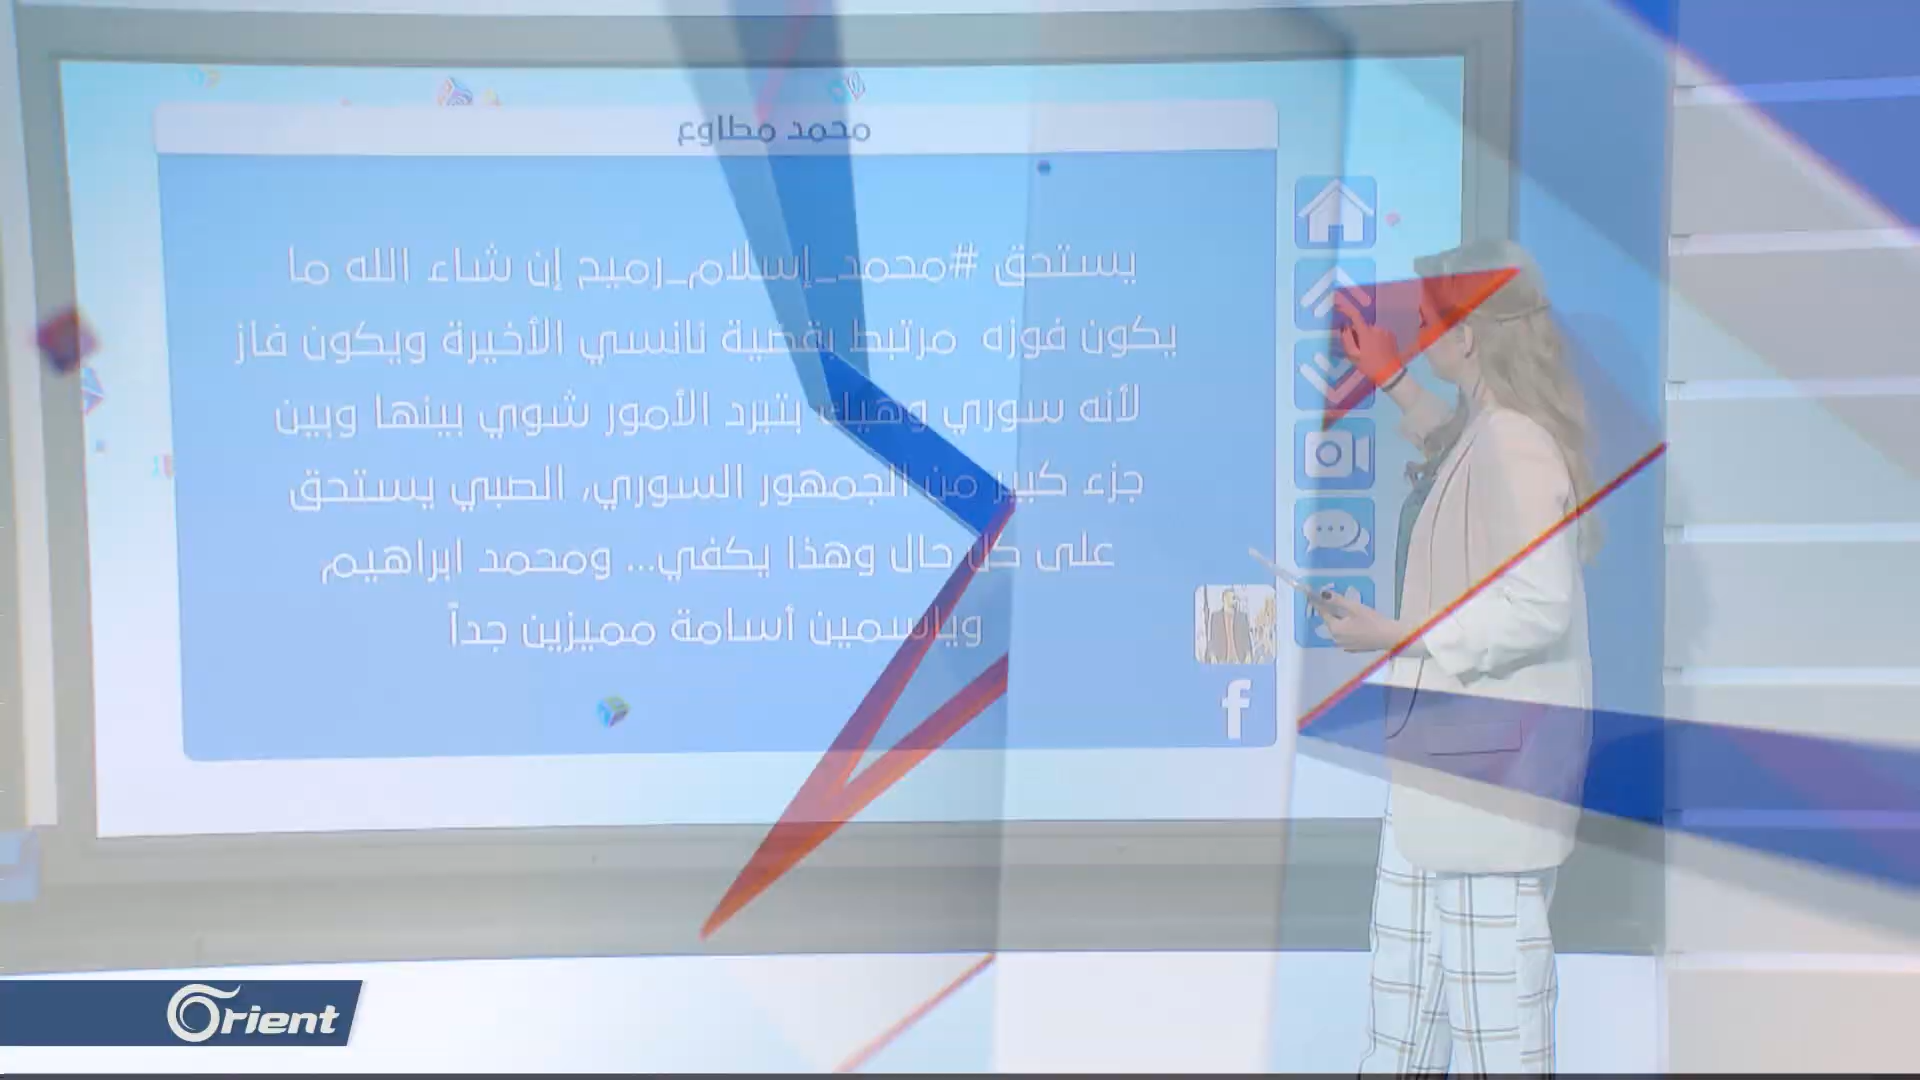 محمد مطاوع
يستحق #محمد_إسلام_رميح إن شاء الله ما
يكون فوزه مرتبط بقضية نانسي الأخيرة ويكون فاز
لأنه سوري وهيك بتبرد الأمور شوي بينها وبين
جزء كبير من الجمهور السوري، الصبي يستحق
على كل حال وهذا يكفي... ومحمد ابراهيم
وياسمين أسامة مميزين جداً
f
Orient